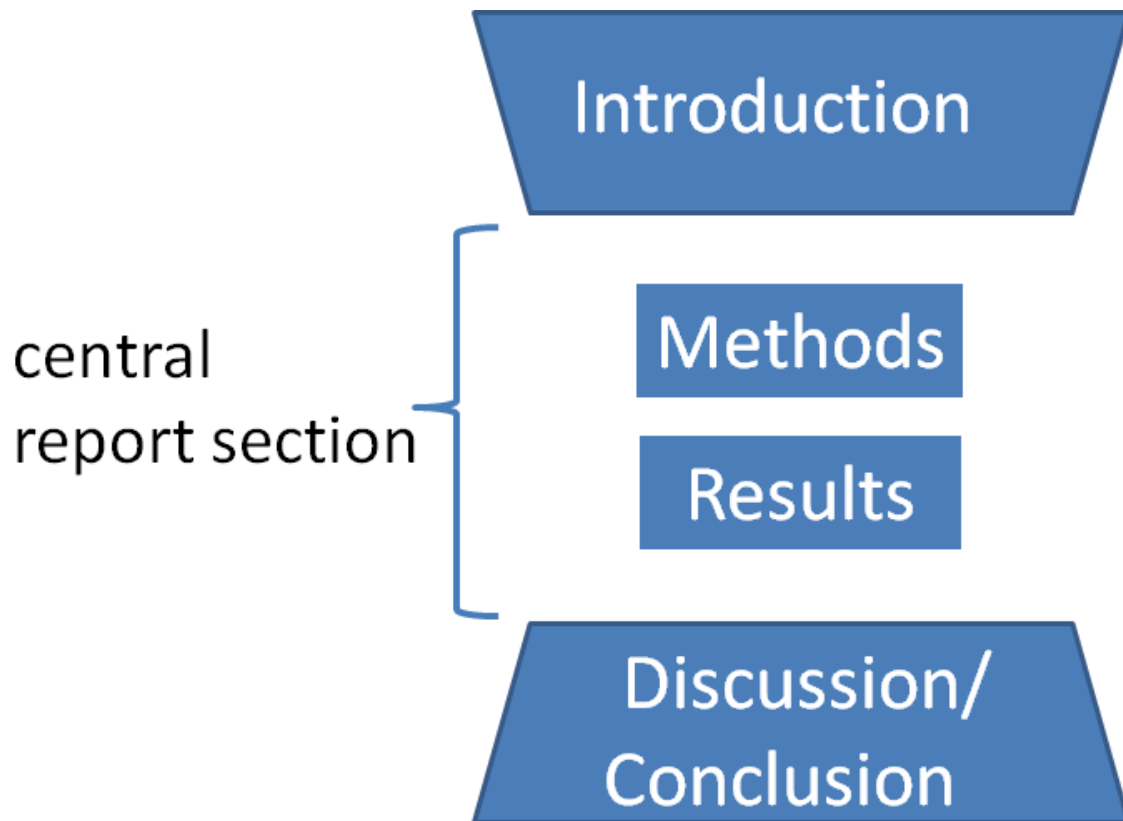 Introduction
central
report section
Methods
Results
Discussion/
Conclusion